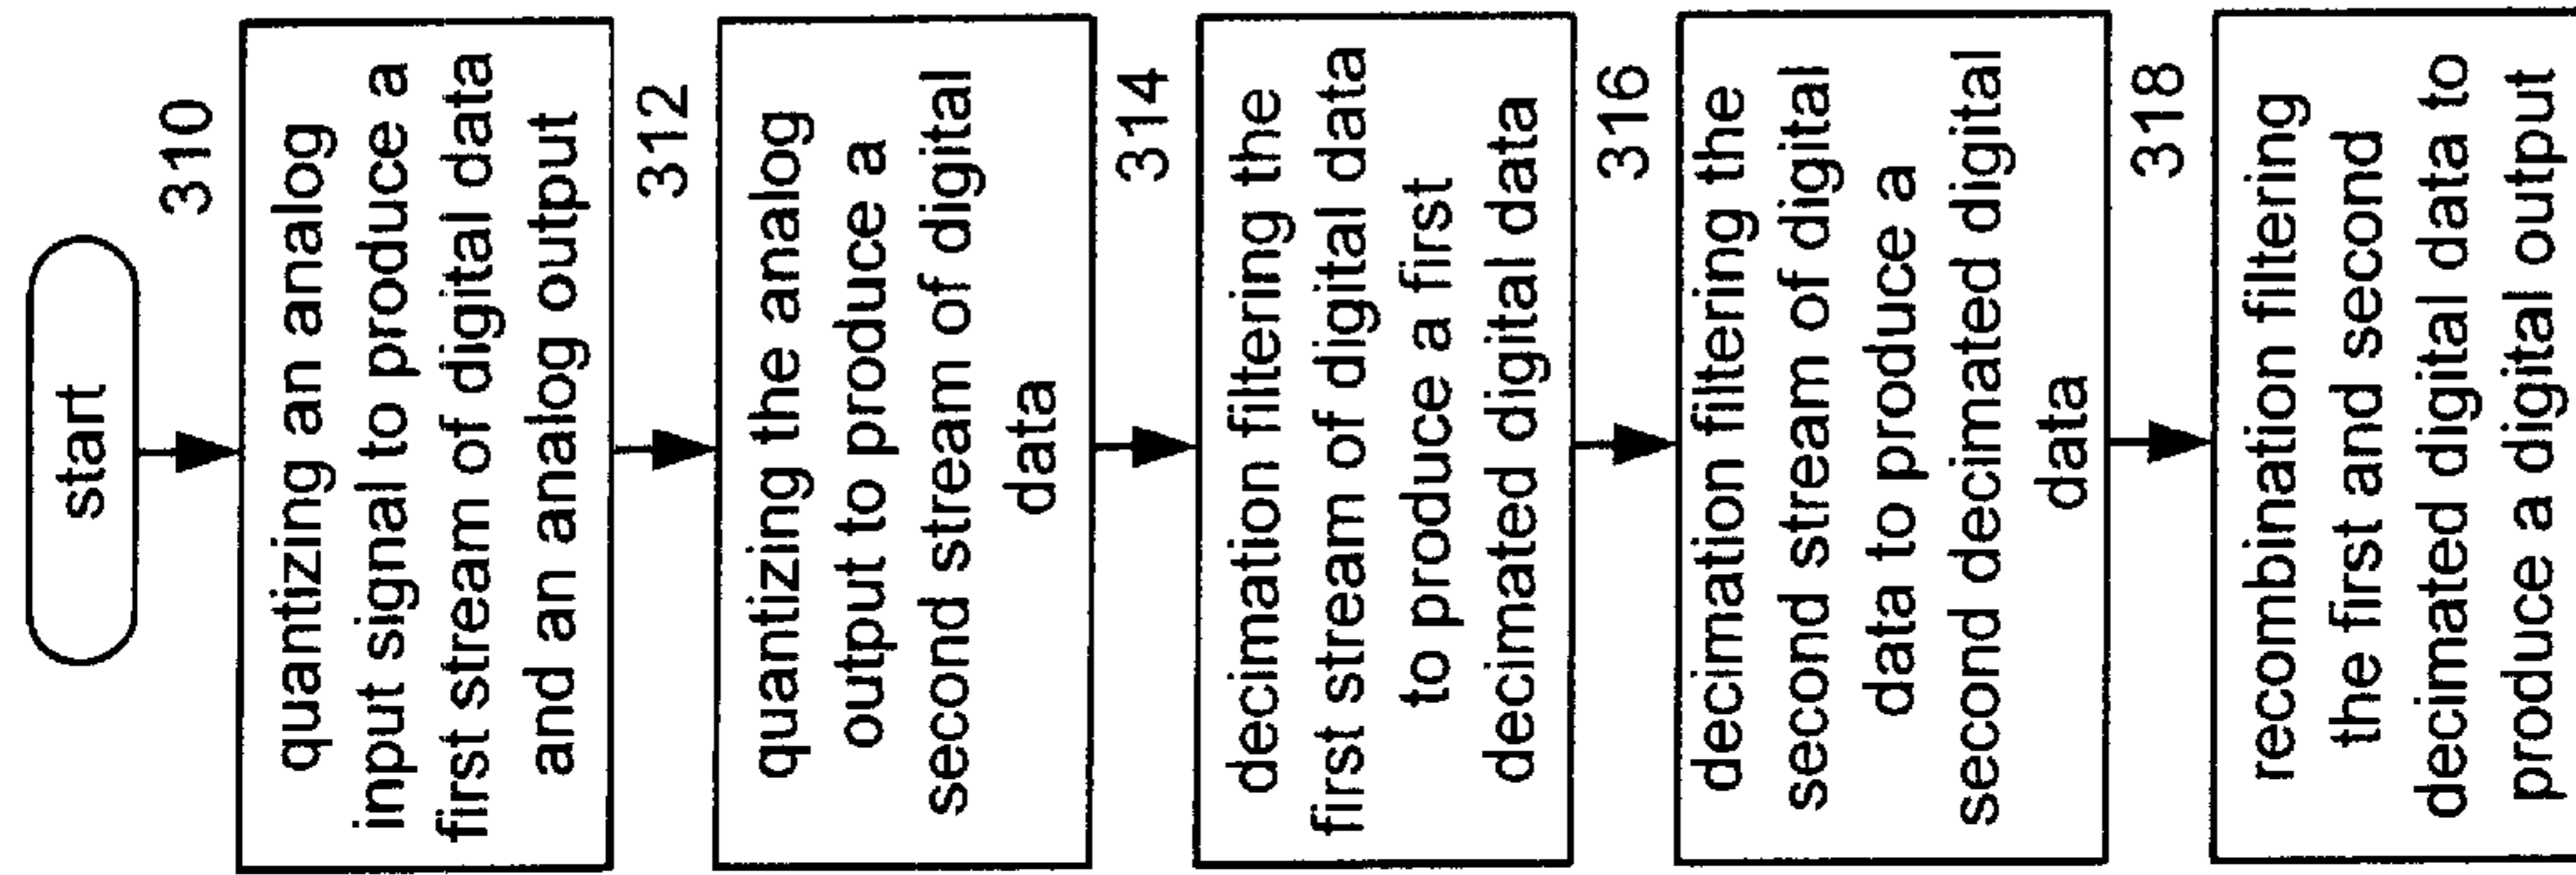 start
310
quantizing an analog
input signal to produce a
first stream of digital data
and an analog output
312
quantizing the analog
output to produce a
second stream of digital
data
314
decimation filtering the
first stream of digital data
to produce a first
decimated digital data
316
decimation filtering the
second stream of digital
data to produce a
second decimated digital
data
318
recombination filtering
the first and second
decimated digital data to
produce a digital output